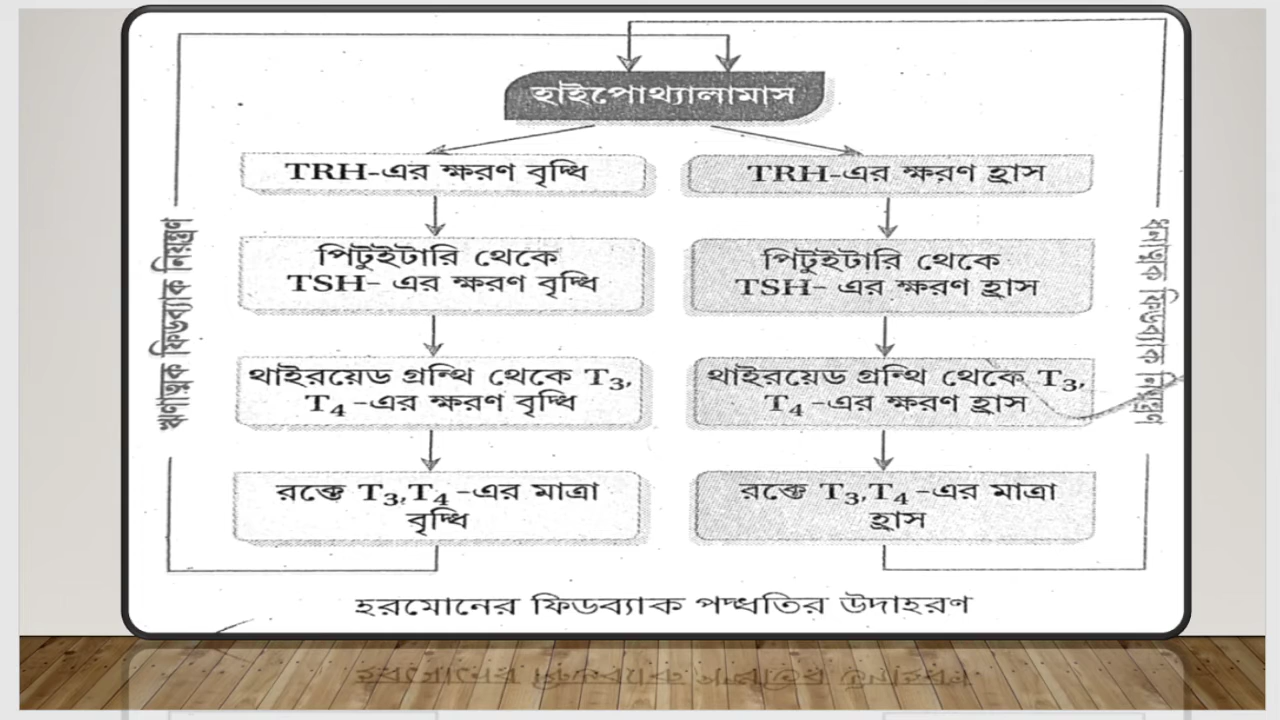 হাইপোথ্যালামাস
TRH-এর ক্ষরণ বৃদ্ধি
পিটুইটারি থেকে
TSH- এর ক্ষরণ বৃদ্ধি
থাইরয়েড গ্রন্থি থেকে T₃,
T₄-এর ক্ষরণ বৃদ্ধি
রক্তে T₃,T₄-এর মাত্রা
বৃদ্ধি
ঋণাত্মক ফিডব্যাক নিয়ন্ত্রণ
TRH-এর ক্ষরণ হ্রাস
পিটুইটারি থেকে
TSH- এর ক্ষরণ হ্রাস
থাইরয়েড গ্রন্থি থেকে T₃,
T₄-এর ক্ষরণ হ্রাস
রক্তে T₃,T₄-এর মাত্রা
হ্রাস
ধনাত্মক ফিডব্যাক নিয়ন্ত্রণ
হরমোনের ফিডব্যাক পদ্ধতির উদাহরণ